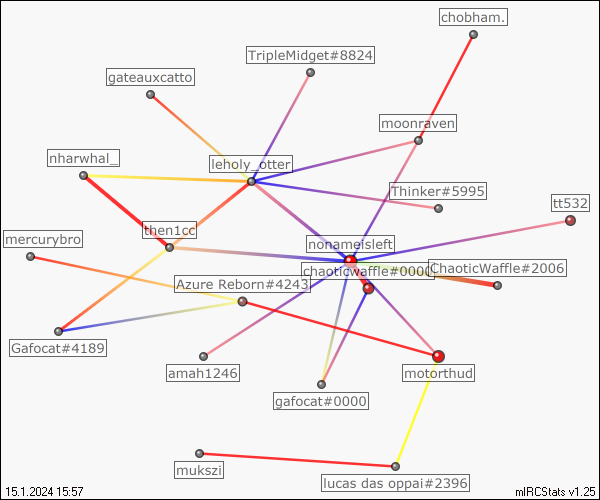 chobham.
TripleMidget#8824
gateauxcatto
moonraven
nharwhal_
leholy_otter
Thinker#5995
tt532
then1cc
mercurybro
nonameisleft
chaoticwaffle#0000
ChaoticWaffle#2006
Azure Reborn#4243
Gafocat#4189
amah1246
motorthud
gafocat#0000
mukszi
lucas das oppai#2396
15.1.2024 15:57
mIRCStats v1.25